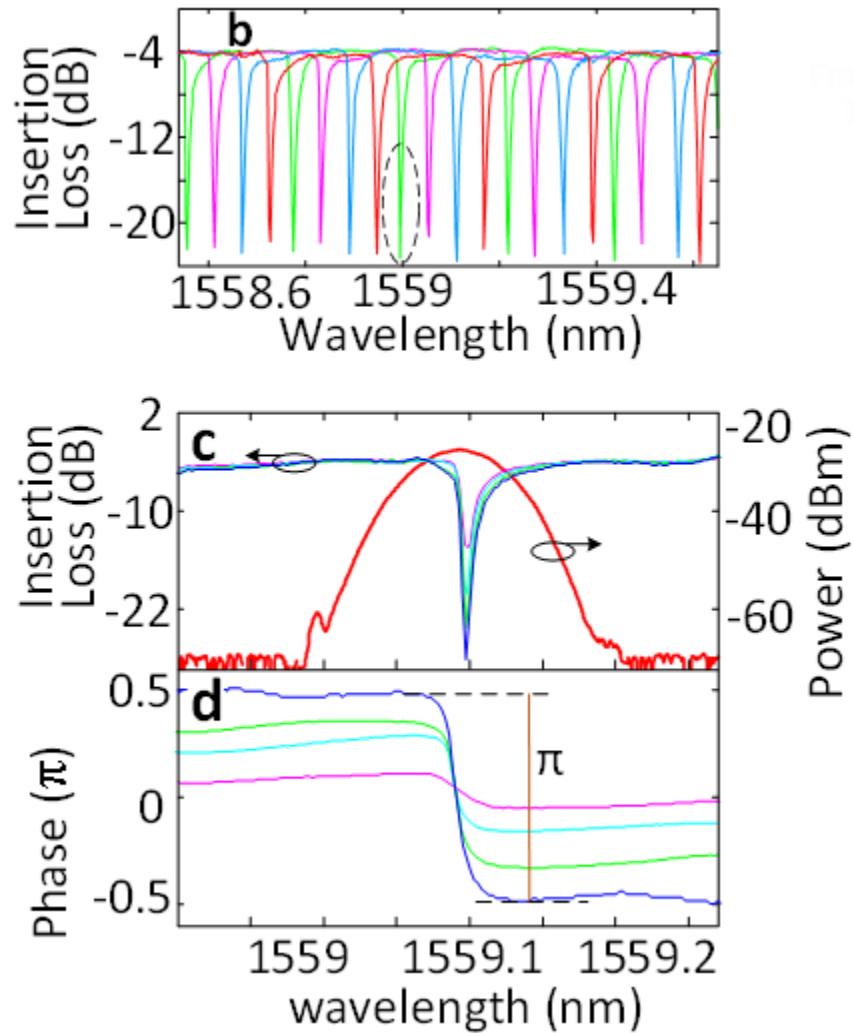 b
Insertion
Loss (dB)
-4
-12
-20
1558.6 1559 1559.4
Wavelength (nm)
c
Insertion
Loss (dB)
2
-10
-22
-20
-40
-60
Power (dBm)
d
Phase (π)
0.5
0
-0.5
π
1559 1559.1 1559.2
wavelength (nm)